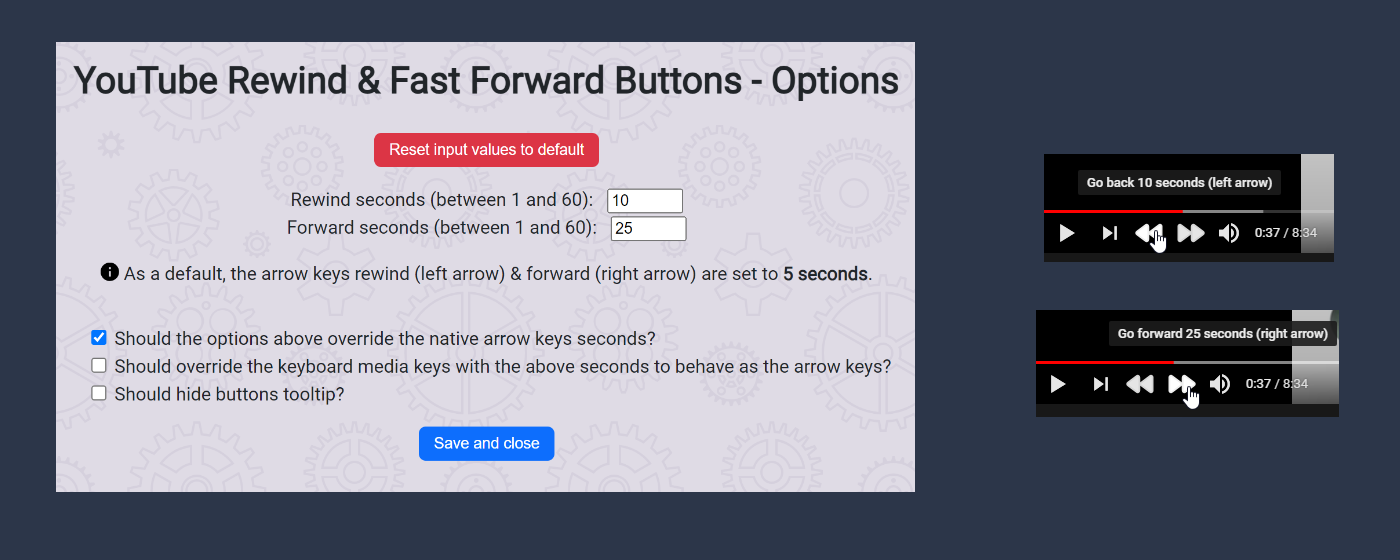 YouTube Rewind & Fast Forward Buttons - Options
Reset input values to default
Rewind seconds (between 1 and 60): 10
Forward seconds (between 1 and 60): 25
As a default, the arrow keys rewind (left arrow) & forward (right arrow) are set to 5 seconds.
Should the options above override the native arrow keys seconds?
Should override the keyboard media keys with the above seconds to behave as the arrow keys?
Should hide buttons tooltip?
Save and close
Go back 10 seconds (left arrow)
0:37 / 8:34
Go forward 25 seconds (right arrow)
0:37 / 8:34